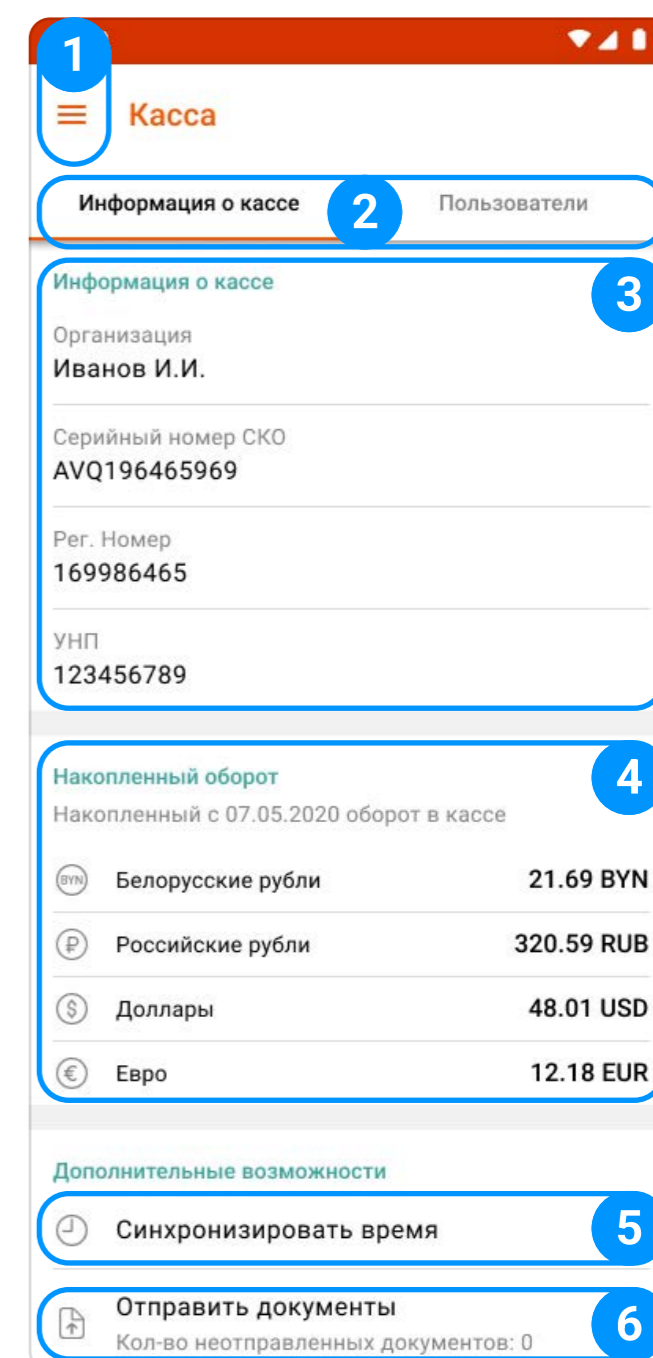 1
Касса
Информация о кассе
2
Пользователи
Информация о кассе
3
Организация
Иванов И.И.
Серийный номер СКО
AVQ196465969
Рег. Номер
169986465
УНП
123456789
Накопленный оборот
4
Накопленный с 07.05.2020 оборот в кассе
BYN
Белорусские рубли
21.69 BYN
₽
Российские рубли
320.59 RUB
$
Доллары
48.01 USD
€
Евро
12.18 EUR
Дополнительные возможности
Синхронизировать время
5
Отправить документы
Кол-во неотправленных документов: 0
6